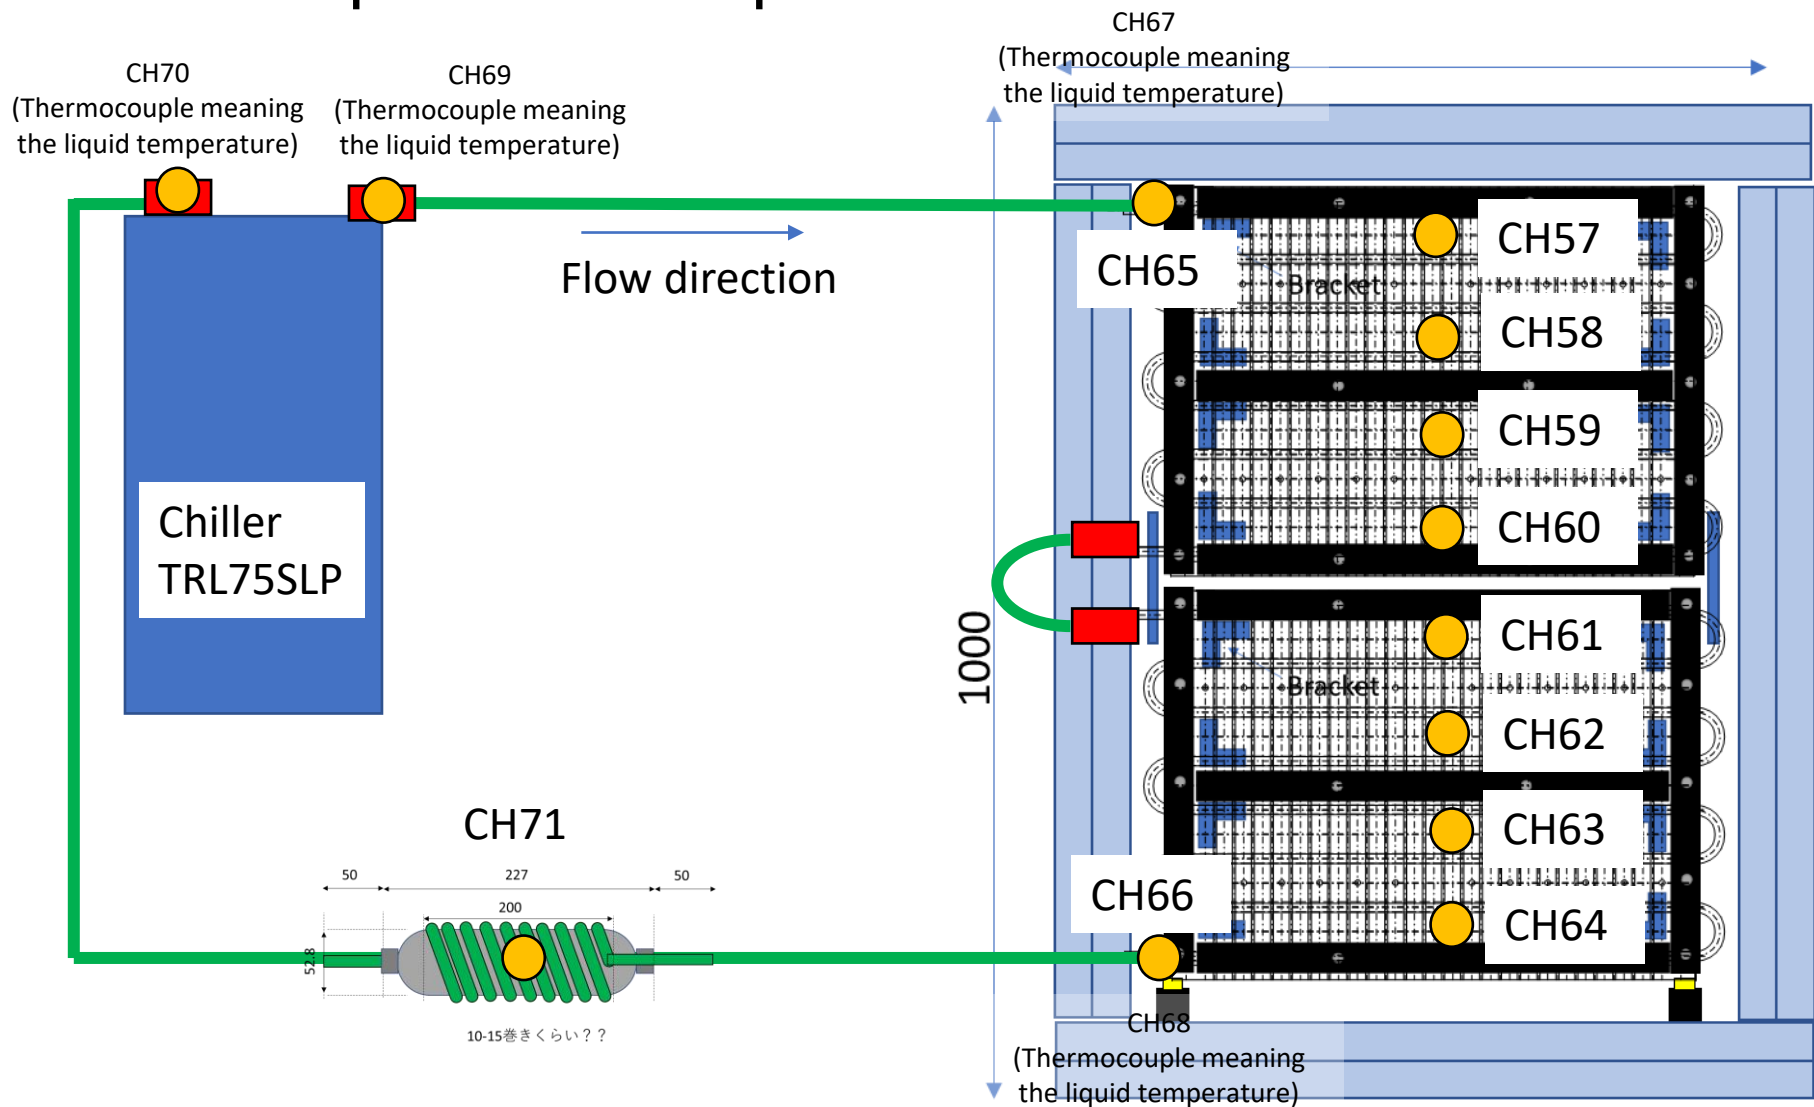 CH67
(Thermocouple meaning
the liquid temperature)
CH70
(Thermocouple meaning
the liquid temperature)
CH69
(Thermocouple meaning
the liquid temperature)
CH65
CH57
Flow direction
Bracket
CH58
CH59
Chiller
TRL75SLP
CH60
1000
CH61
Bracket
CH62
CH71
CH63
50
227
50
CH66
200
CH64
52.8
10-15巻きくらい？？
CH68
(Thermocouple meaning
the liquid temperature)